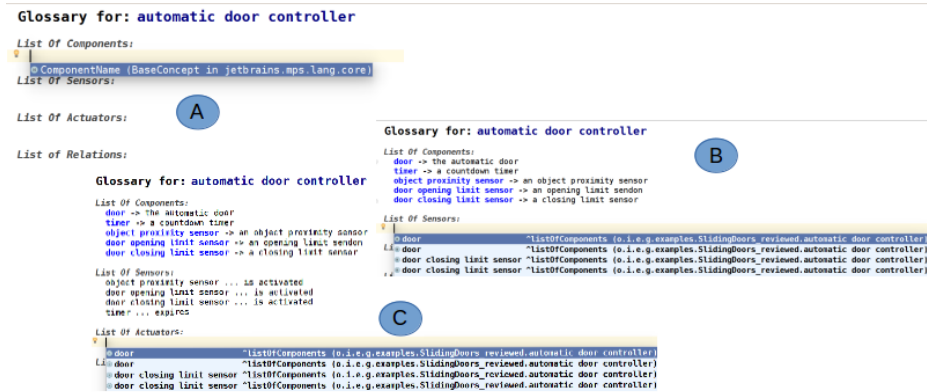 Glossary for: automatic door controller
List Of Components:
ComponentName (BaseConcept in jetbrains.mps.lang.core)
List Of Sensors:
A
List Of Actuators:
List of Relations:
Glossary for: automatic door controller
List Of Components:
door -> the automatic door
timer -> a countdown timer
object proximity sensor -> an object proximity sensor
door opening limit sensor -> an opening limit sendon
door closing limit sensor -> a closing limit sensor
B
List Of Sensors:
door ^listOfComponents (o.i.e.g.examples.SlidingDoors_reviewed.automatic door controller)
door ^listOfComponents (o.i.e.g.examples.SlidingDoors_reviewed.automatic door controller)
door closing limit sensor ^listOfComponents (o.i.e.g.examples.SlidingDoors_reviewed.automatic door controller)
door closing limit sensor ^listOfComponents (o.i.e.g.examples.SlidingDoors_reviewed.automatic door controller)
Glossary for: automatic door controller
List Of Components:
door -> the automatic door
timer -> a countdown timer
object proximity sensor -> an object proximity sensor
door opening limit sensor -> an opening limit sendon
door closing limit sensor -> a closing limit sensor
List Of Sensors:
object proximity sensor ... is activated
door opening limit sensor ... is activated
door closing limit sensor ... is activated
timer ... expires
C
List Of Actuators:
door ^listOfComponents (o.i.e.g.examples.SlidingDoors_reviewed.automatic door controller)
door ^listOfComponents (o.i.e.g.examples.SlidingDoors_reviewed.automatic door controller)
door closing limit sensor ^listOfComponents (o.i.e.g.examples.SlidingDoors_reviewed.automatic door controller)
door closing limit sensor ^listOfComponents (o.i.e.g.examples.SlidingDoors_reviewed.automatic door controller)